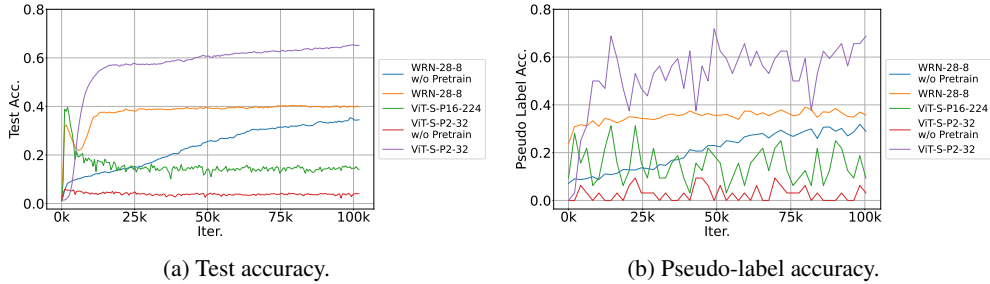 0.8
0.6
0.4
0.2
0.0
Test Acc.
0k
25k
50k
75k
100k
Iter.
WRN-28-8
w/o Pretrain
WRN-28-8
ViT-S-P16-224
ViT-S-P2-32
w/o Pretrain
ViT-S-P2-32
(a) Test accuracy.
0.8
0.6
0.4
0.2
0.0
Pseudo Label Acc.
0k
25k
50k
75k
100k
Iter.
WRN-28-8
w/o Pretrain
WRN-28-8
ViT-S-P16-224
ViT-S-P2-32
w/o Pretrain
ViT-S-P2-32
(b) Pseudo-label accuracy.